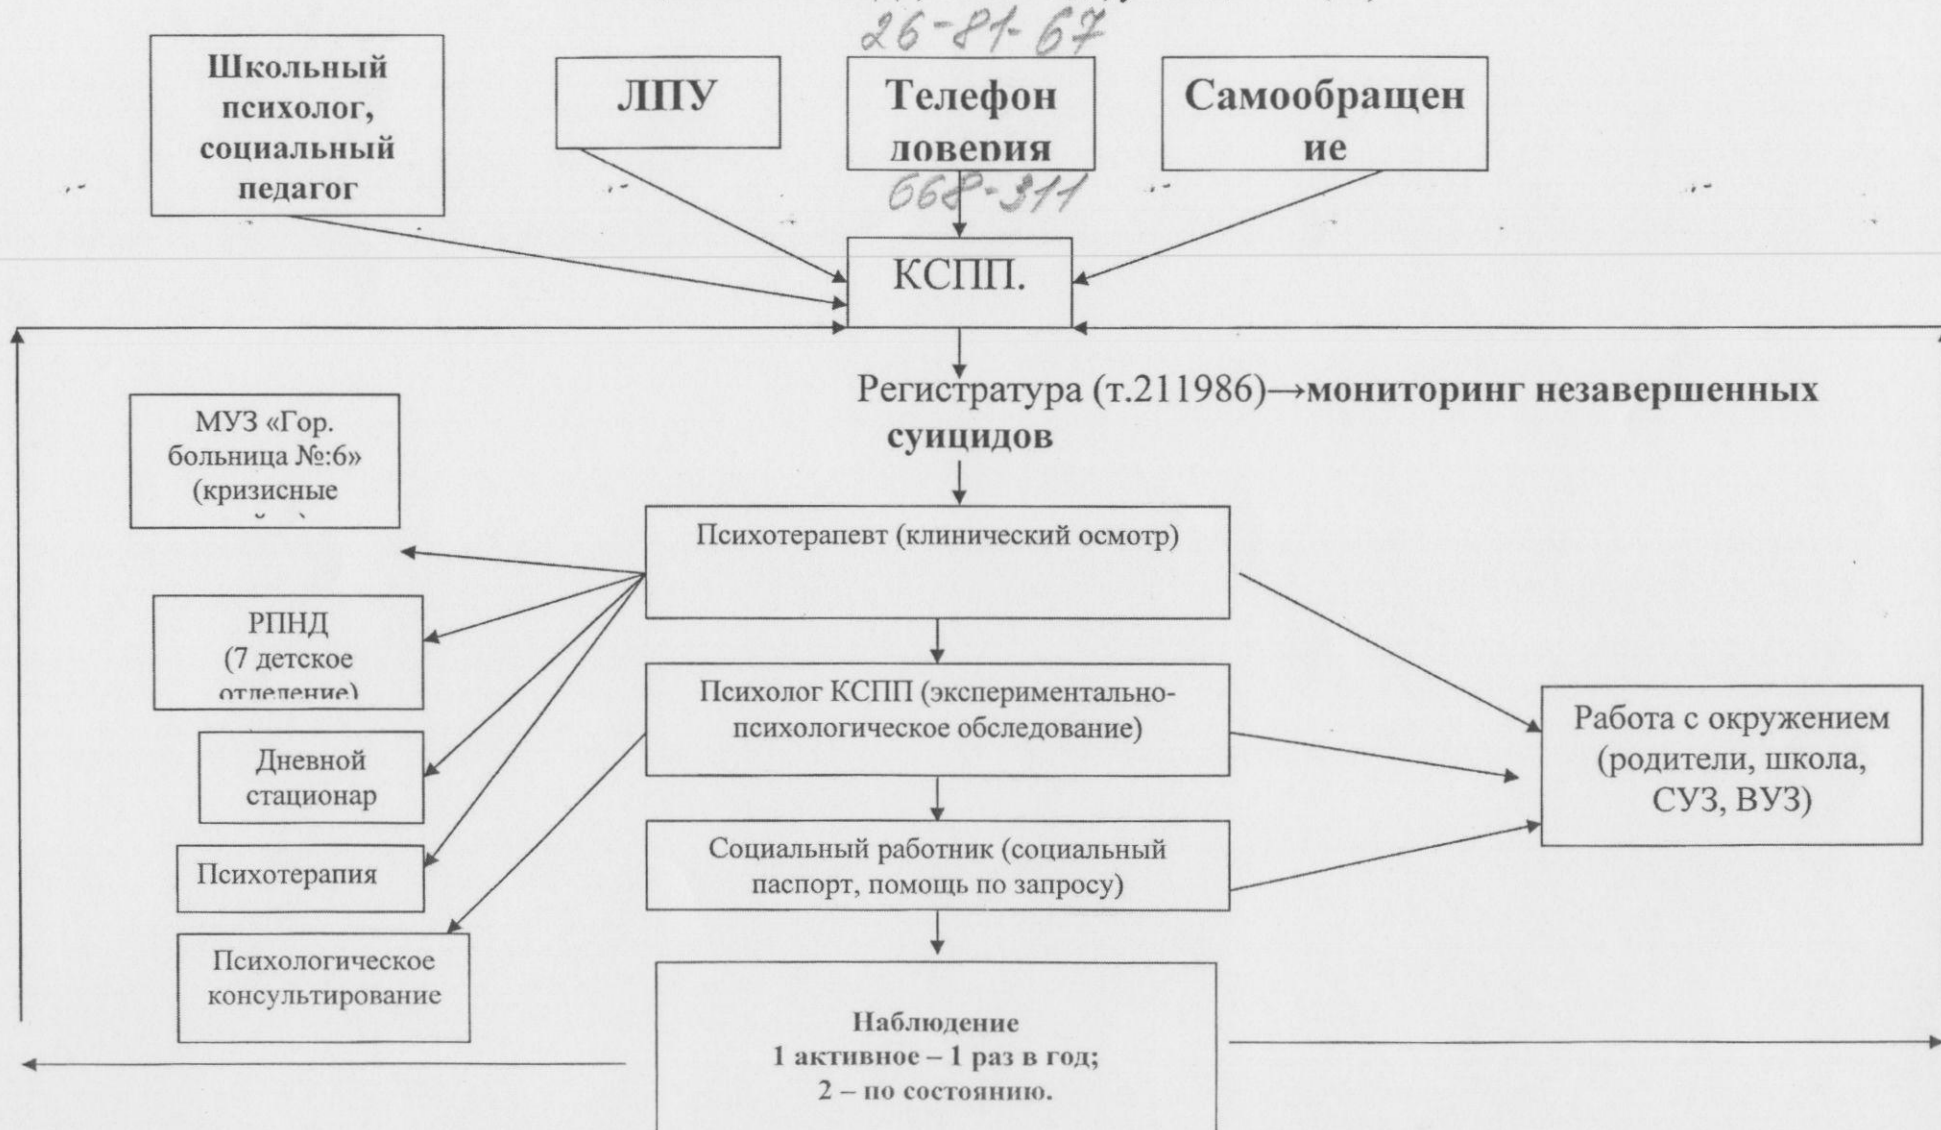 26-81-67
Школьный
психолог,
социальный
педагог
ЛПУ
Телефон
доверия
Самообращен
ие
668-311
КСПП.
Регистратура (т.211986)→мониторинг незавершенных
суицидов
МУЗ «Гор.
больница №:6»
(кризисные
Психотерапевт (клинический осмотр)
РПНД
(7 детское
отделение)
Психолог КСПП (экспериментально-
психологическое обследование)
Работа с окружением
(родители, школа,
СУЗ, ВУЗ)
Дневной
стационар
Социальный работник (социальный
паспорт, помощь по запросу)
Психотерапия
Психологическое
консультирование
Наблюдение
1 активное – 1 раз в год;
2 – по состоянию.